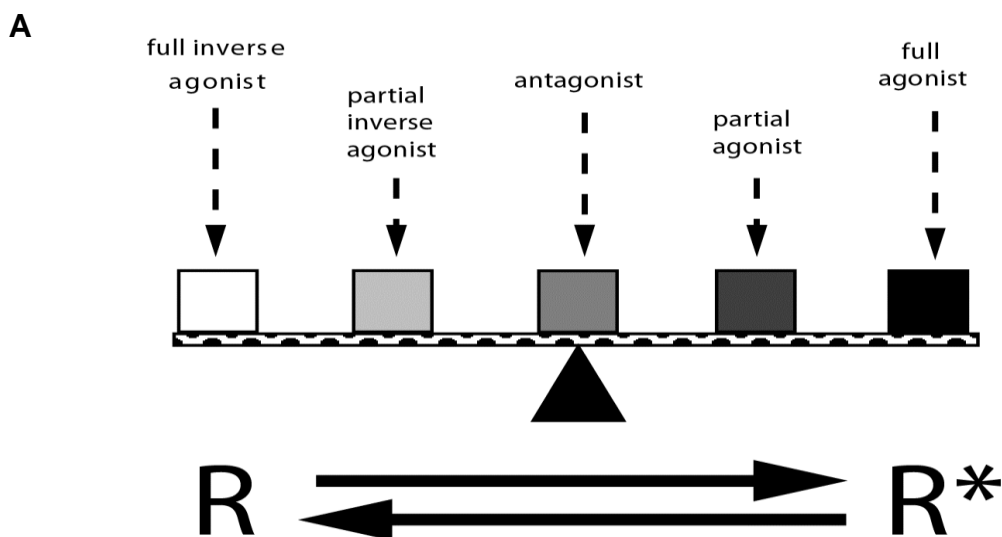 A
full inverse
agonist
partial
inverse
agonist
antagonist
partial
agonist
full
agonist
R
R*